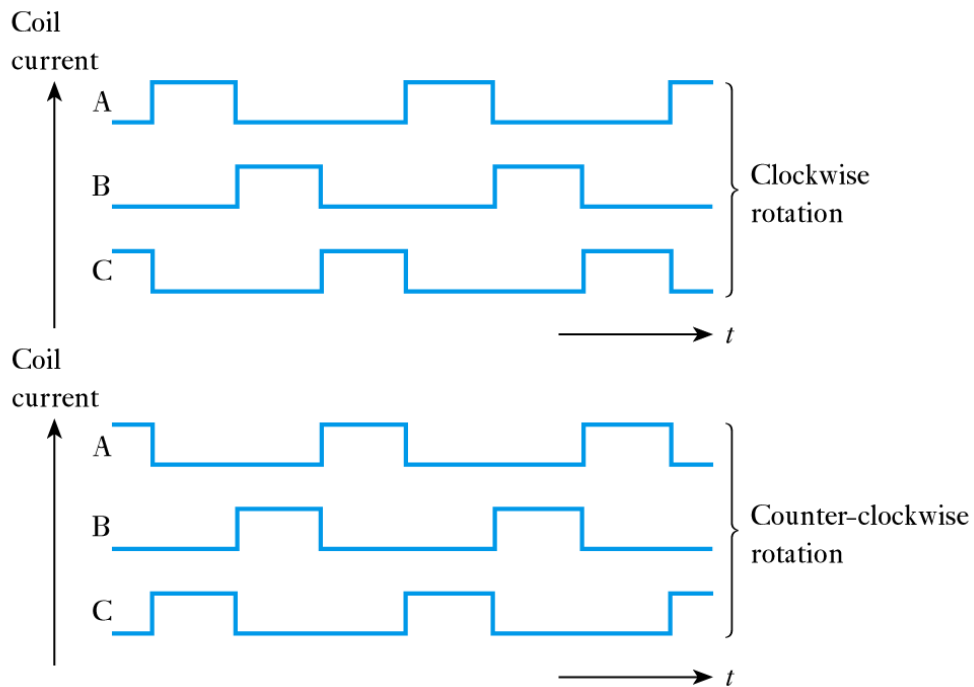 Coil
current
A
B
C
Clockwise
rotation
t
Coil
current
A
B
C
Counter-clockwise
rotation
t